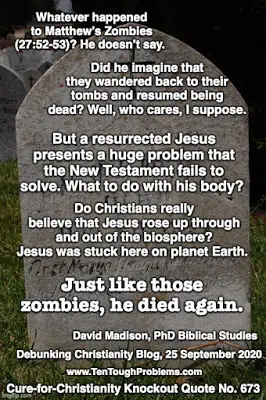 Whatever happened
to Matthew's Zombies
(27:52-53)? He doesn't say.
Did he imagine that
they wandered back to their
tombs and resumed being
dead? Well, who cares, I suppose.
But a resurrected Jesus
presents a huge problem that
the New Testament fails to
solve. What to do with his body?
Do Christians really
believe that Jesus rose up through
and out of the biosphere?
Jesus was stuck here on planet Earth.
Just like those
zombies, he died again.
David Madison, PhD Biblical Studies
Debunking Christianity Blog, 25 September 2020
www.TenToughProblems.com
Cure-for-Christianity Knockout Quote No. 673
imgflip.com